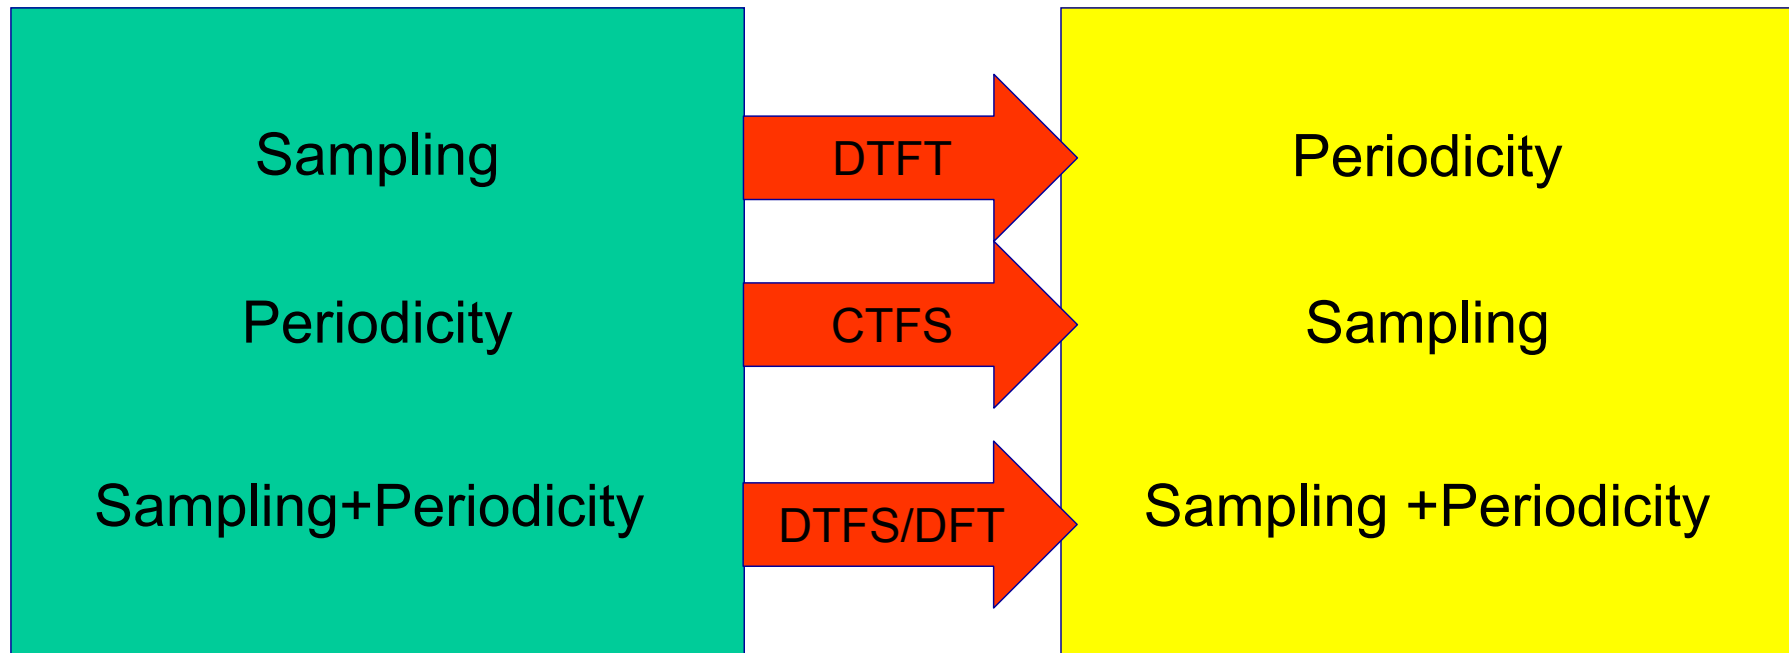 Sampling
DTFT
Periodicity
Periodicity
CTFS
Sampling
Sampling+Periodicity
DTFS/DFT
Sampling +Periodicity